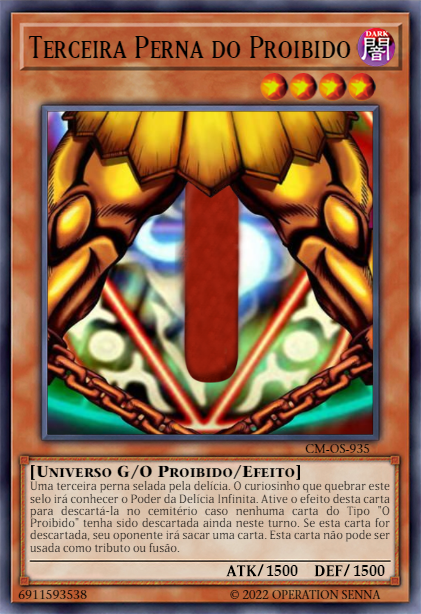 Terceira Perna do Proibido
DARK
闇
CM-OS-935
[Universo G/O Proibido/Efeito]
Uma terceira perna selada pela delícia. O curiosinho que quebrar este
selo irá conhecer o Poder da Delícia Infinita. Ative o efeito desta carta
para descartá-la no cemitério caso nenhuma carta do Tipo "O
Proibido" tenha sido descartada ainda neste turno. Se esta carta for
descartada, seu oponente irá sacar uma carta. Esta carta não pode ser
usada como tributo ou fusão.
ATK/1500 DEF/1500
6911593538
© 2022 OPERATION SENNA